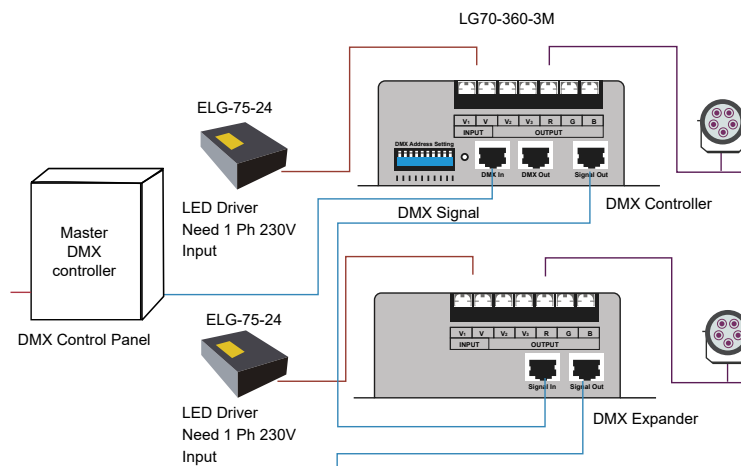 LG70-360-3M
ELG-75-24
LED Driver
Need 1 Ph 230V
Input
V1 V V2 V3 R G B
INPUT OUTPUT
DMX Address Setting
DMX In DMX Out Signal Out
DMX Signal
DMX Controller
Master
DMX
controller
DMX Control Panel
ELG-75-24
LED Driver
Need 1 Ph 230V
Input
V1 V V2 V3 R G B
INPUT OUTPUT
Signal In Signal Out
DMX Expander